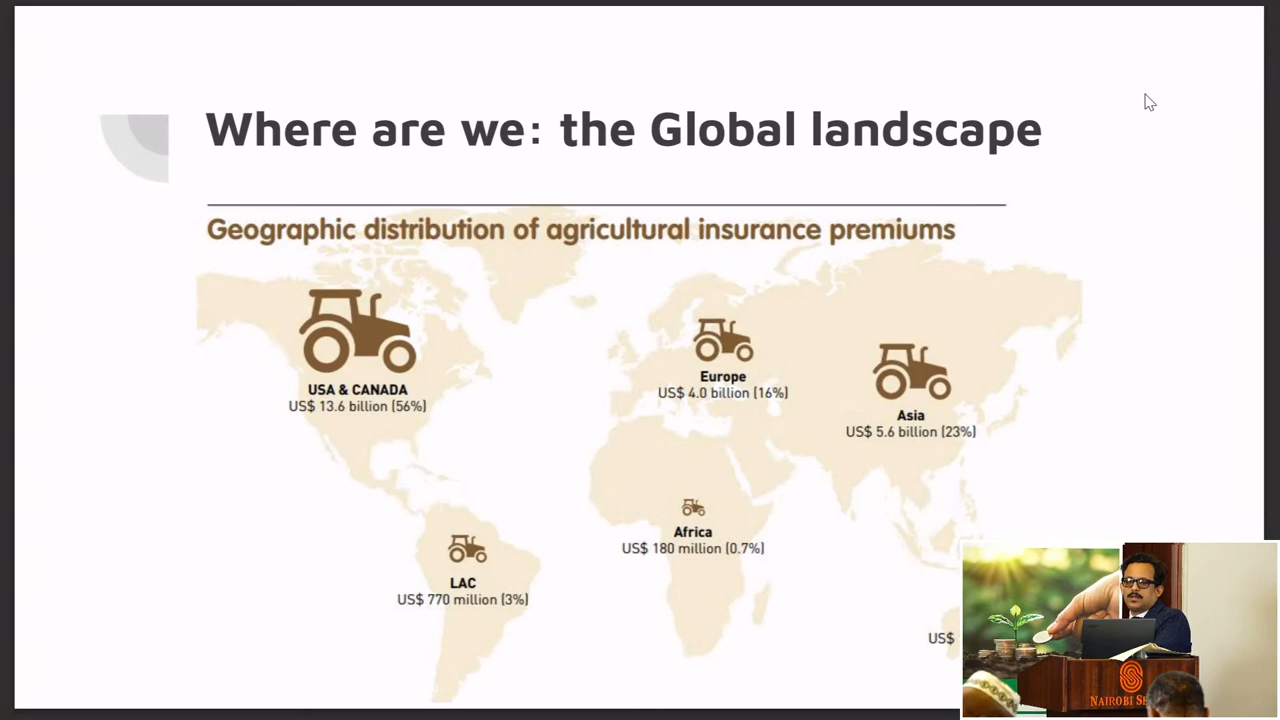 Where are we: the Global landscape
Geographic distribution of agricultural insurance premiums
USA & CANADA
US$ 13.6 billion (56%)
Europe
US$ 4.0 billion (16%)
Asia
US$ 5.6 billion (23%)
Africa
US$ 180 million (0.7%)
LAC
US$ 770 million (3%)
US$
NAIROBI